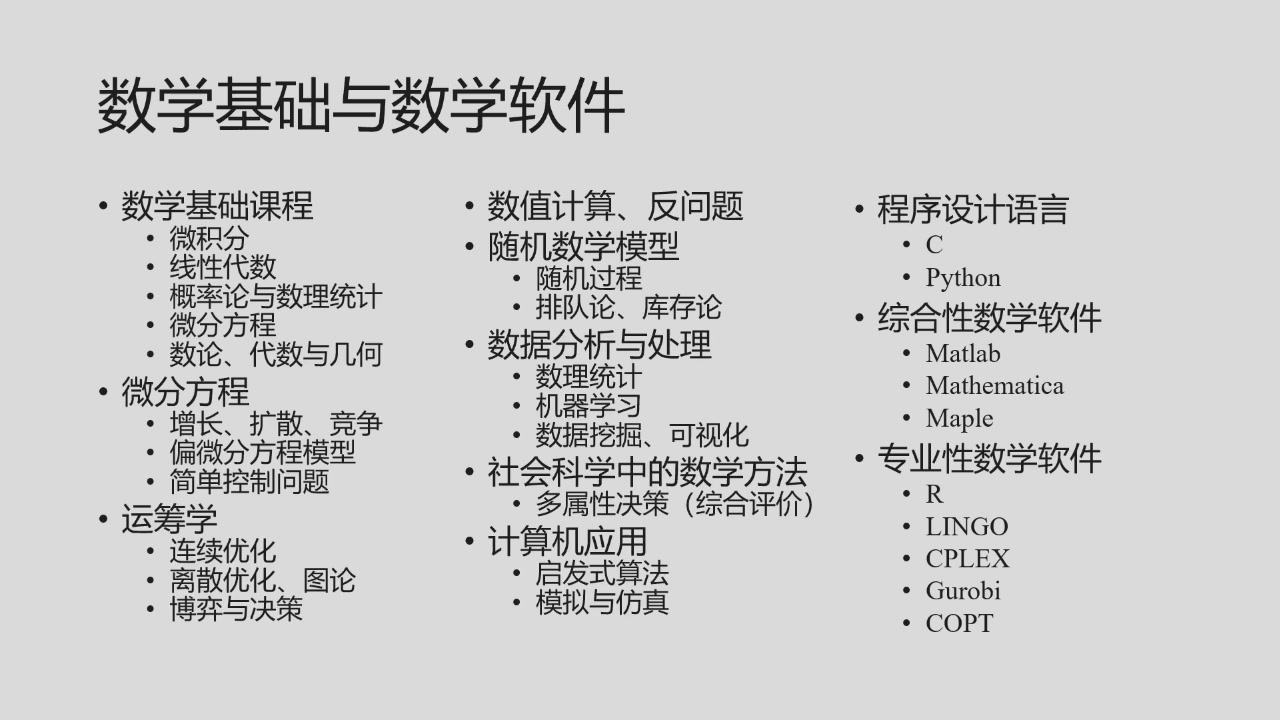 数学基础与数学软件
• 数学基础课程
• 微积分
• 线性代数
• 概率论与数理统计
• 微分方程
• 数论、代数与几何
• 微分方程
• 增长、扩散、竞争
• 偏微分方程模型
• 简单控制问题
• 运筹学
• 连续优化
• 离散优化、图论
• 博弈与决策
• 数值计算、反问题
• 随机数学模型
• 随机过程
• 排队论、库存论
• 数据分析与处理
• 数理统计
• 机器学习
• 数据挖掘、可视化
• 社会科学中的数学方法
• 多属性决策（综合评价）
• 计算机应用
• 启发式算法
• 模拟与仿真
• 程序设计语言
• C
• Python
• 综合性数学软件
• Matlab
• Mathematica
• Maple
• 专业性数学软件
• R
• LINGO
• CPLEX
• Gurobi
• COPT